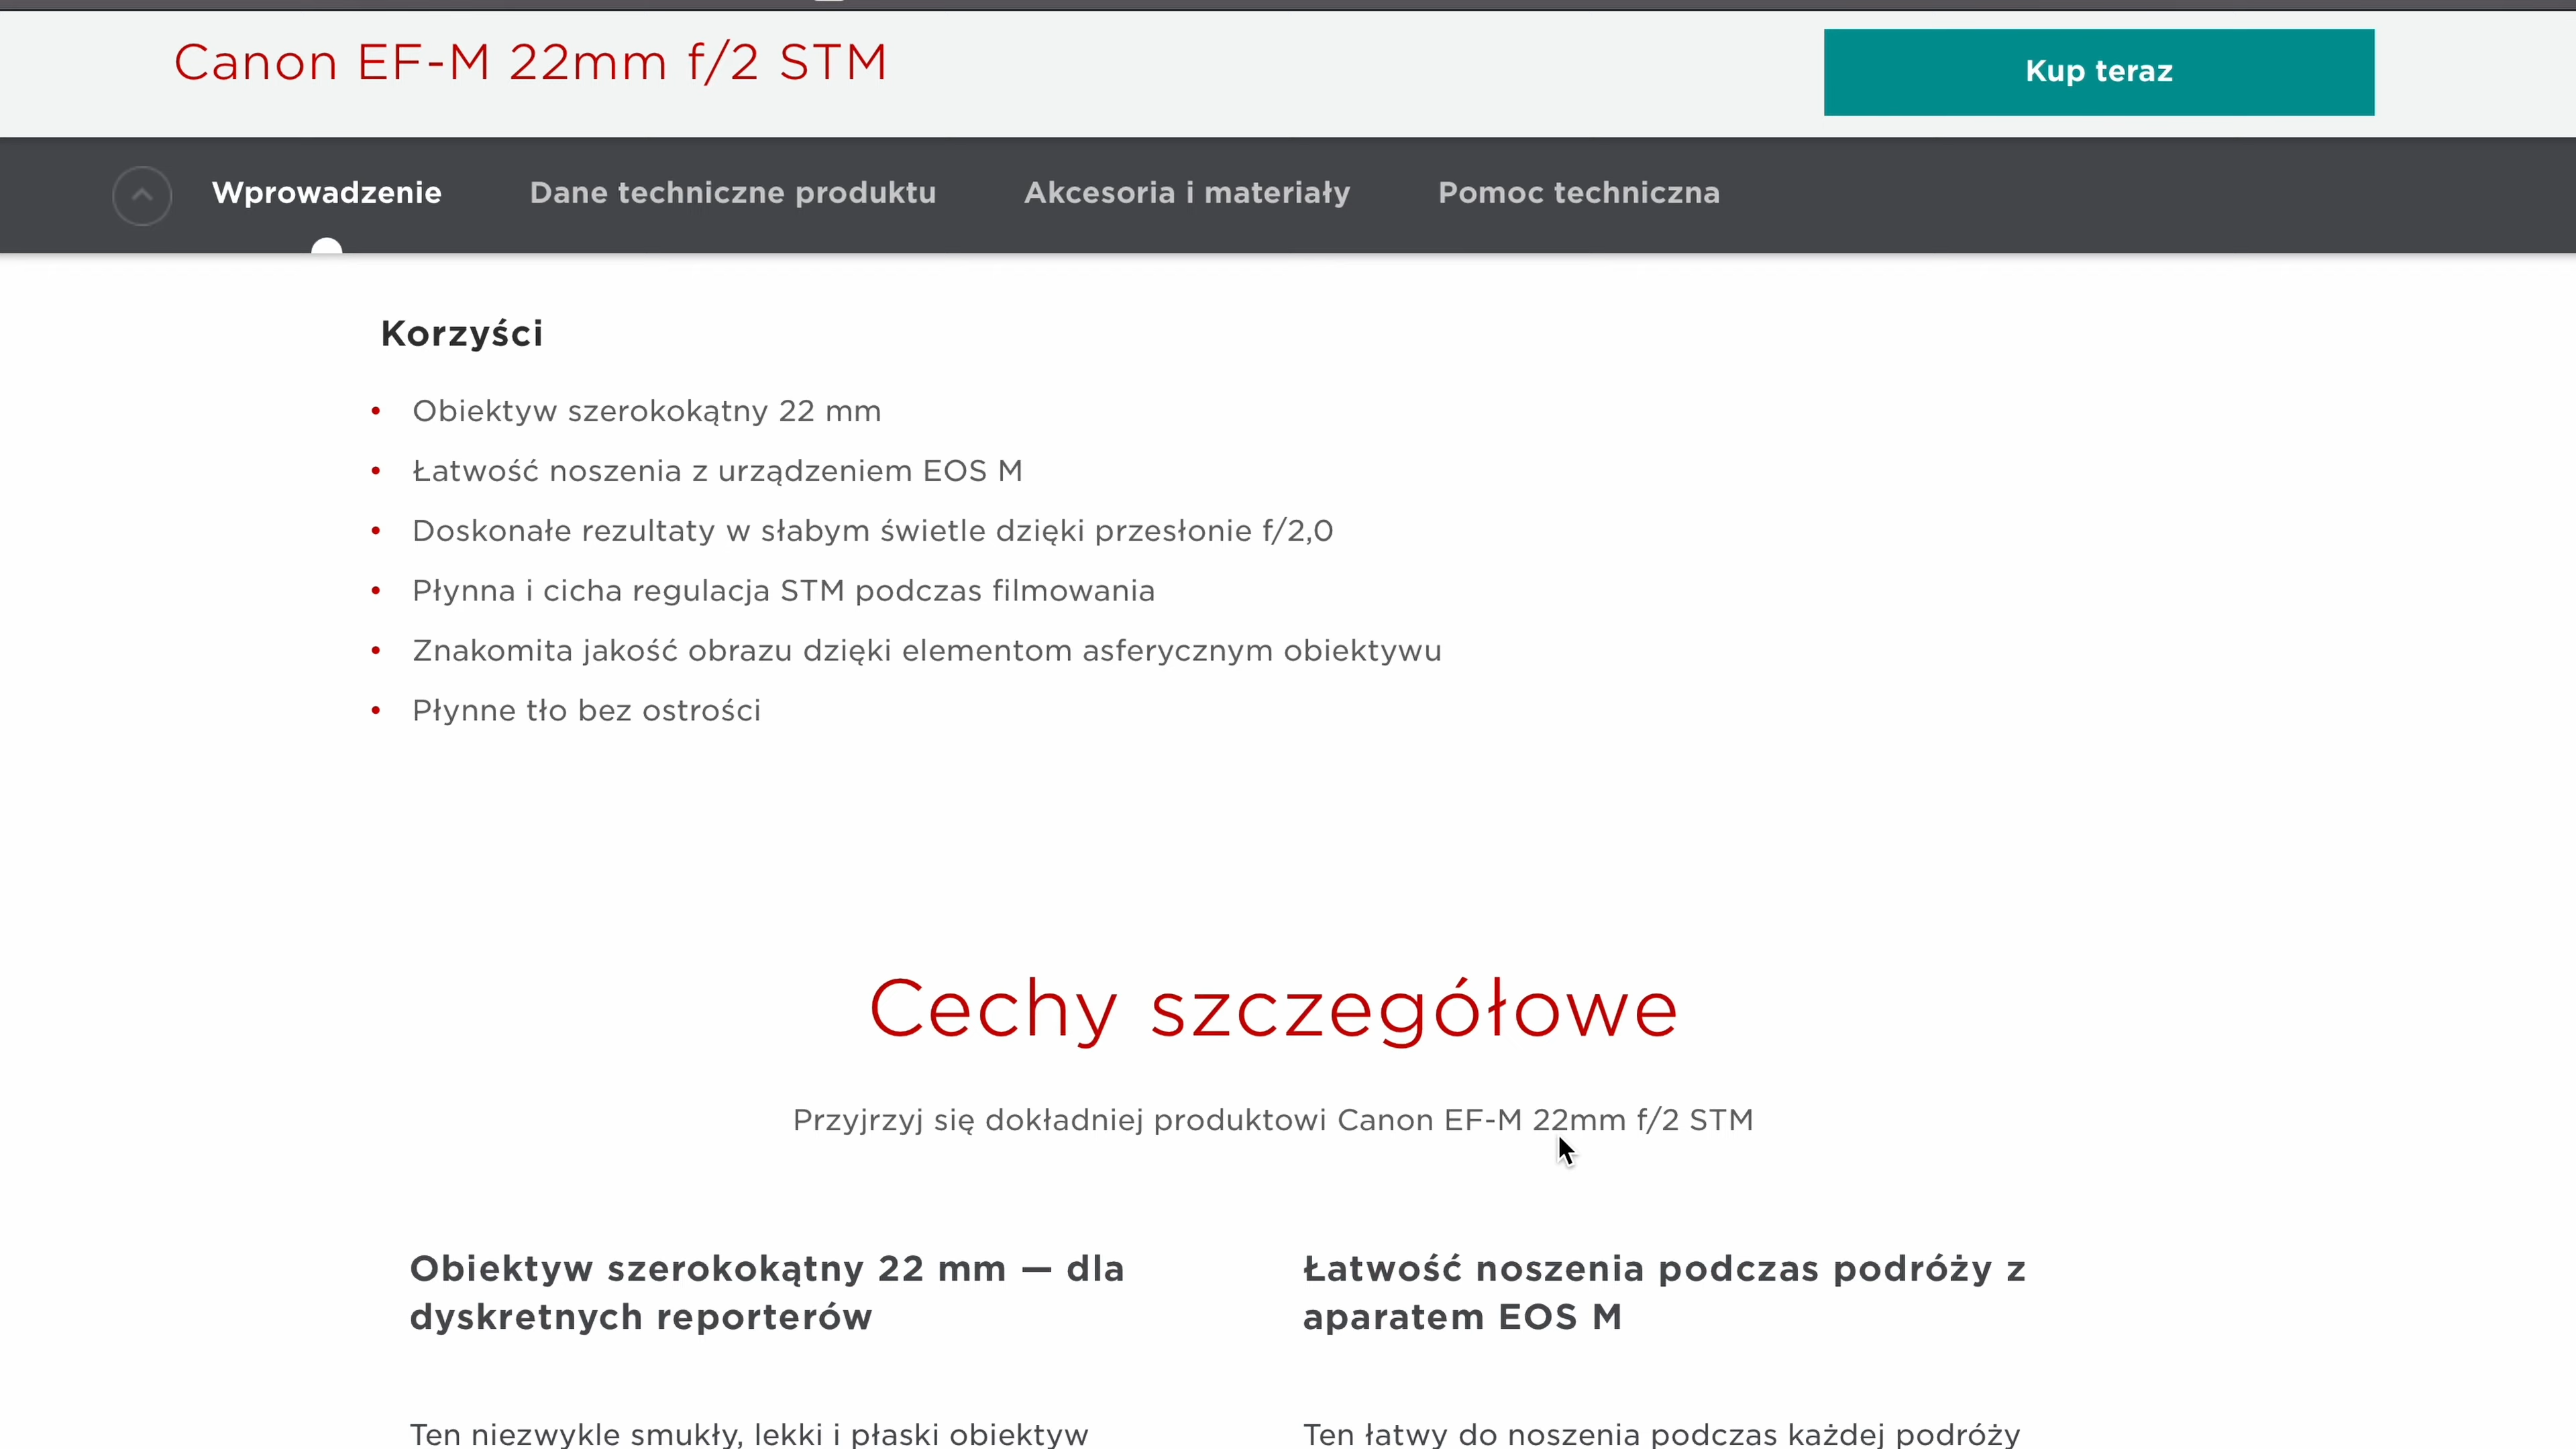 Canon EF-M 22mm f/2 STM
Kup teraz
Wprowadzenie
Dane techniczne produktu
Akcesoria i materiały
Pomoc techniczna
Korzyści
• Obiektyw szerokokątny 22 mm
• Łatwość noszenia z urządzeniem EOS M
• Doskonałe rezultaty w słabym świetle dzięki przesłonie f/2,0
• Płynna i cicha regulacja STM podczas filmowania
• Znakomita jakość obrazu dzięki elementom asferycznym obiektywu
• Płynne tło bez ostrości
Cechy szczegółowe
Przyjrzyj się dokładniej produktowi Canon EF-M 22mm f/2 STM
Obiektyw szerokokątny 22 mm — dla
dyskretnych reporterów
Ten niezwykle smukły, lekki i płaski obiektyw
Łatwość noszenia podczas podróży z
aparatem EOS M
Ten łatwy do noszenia podczas każdej podróży